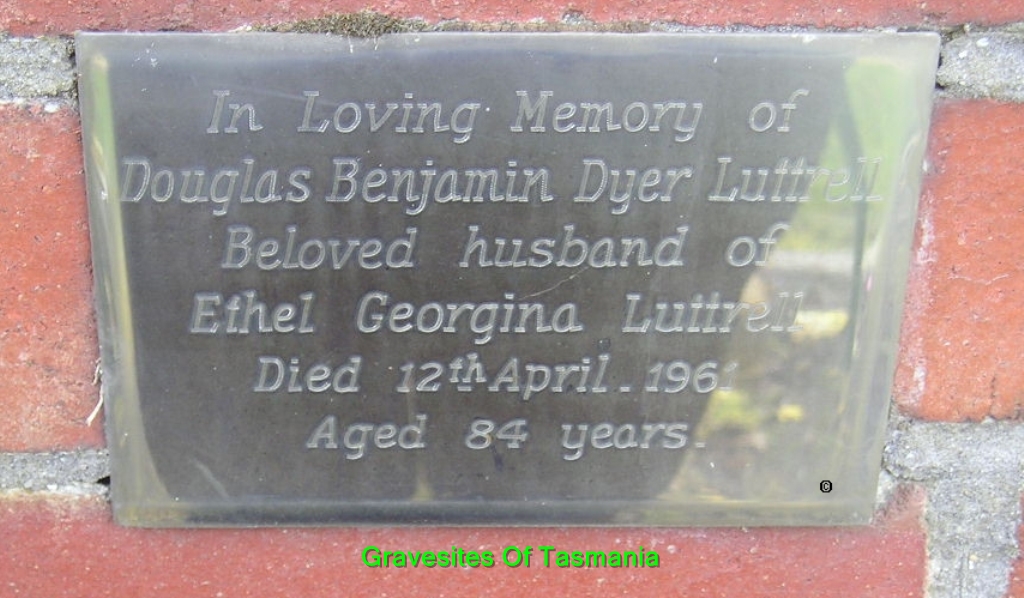 In Loving Memory of
Douglas Benjamin Dyer Luttrell
Beloved husband of
Ethel Georgina Luttrell
Died 12th April. 1961
Aged 84 years.
©
Gravesites Of Tasmania